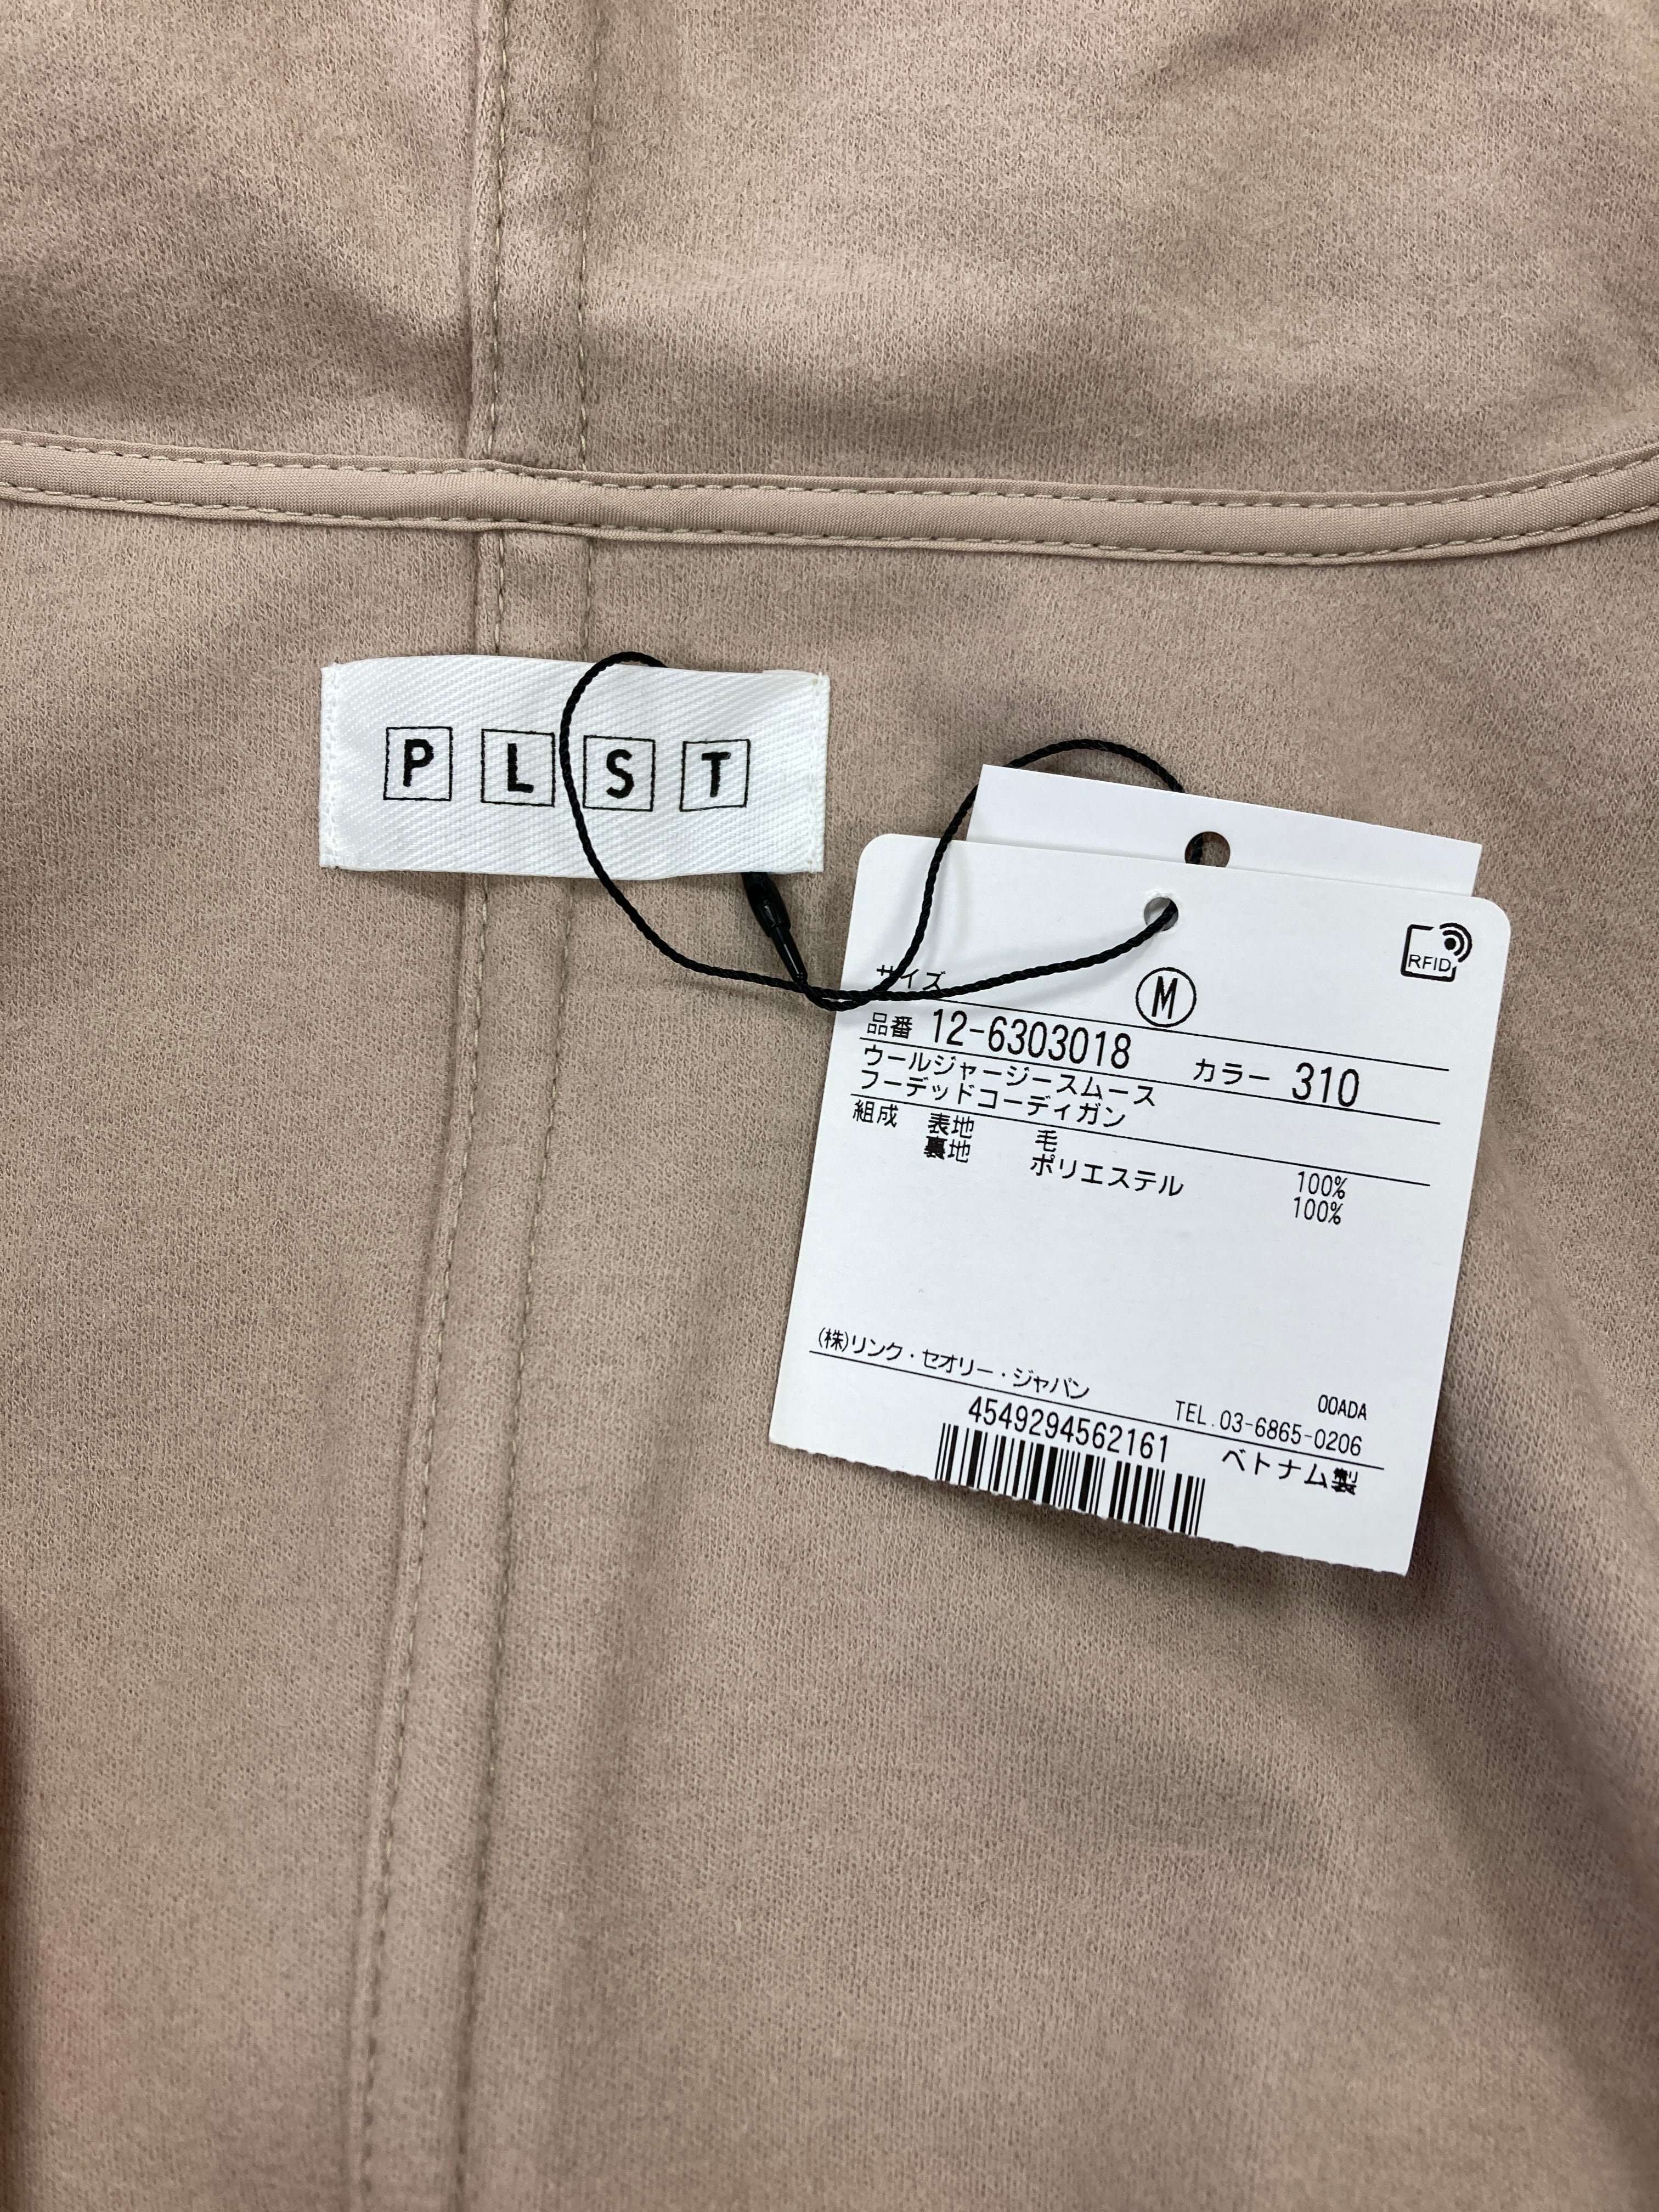 PLST
RFID
サイズ Ⓜ
品番 12-6303018 カラー 310
ウールジャージースムース
フーデッドコーディガン
組成 表地 毛 100%
裏地 ポリエステル 100%
(株)リンク・セオリー・ジャパン
00ADA
TEL.03-6865-0206
4549294562161
ベトナム製